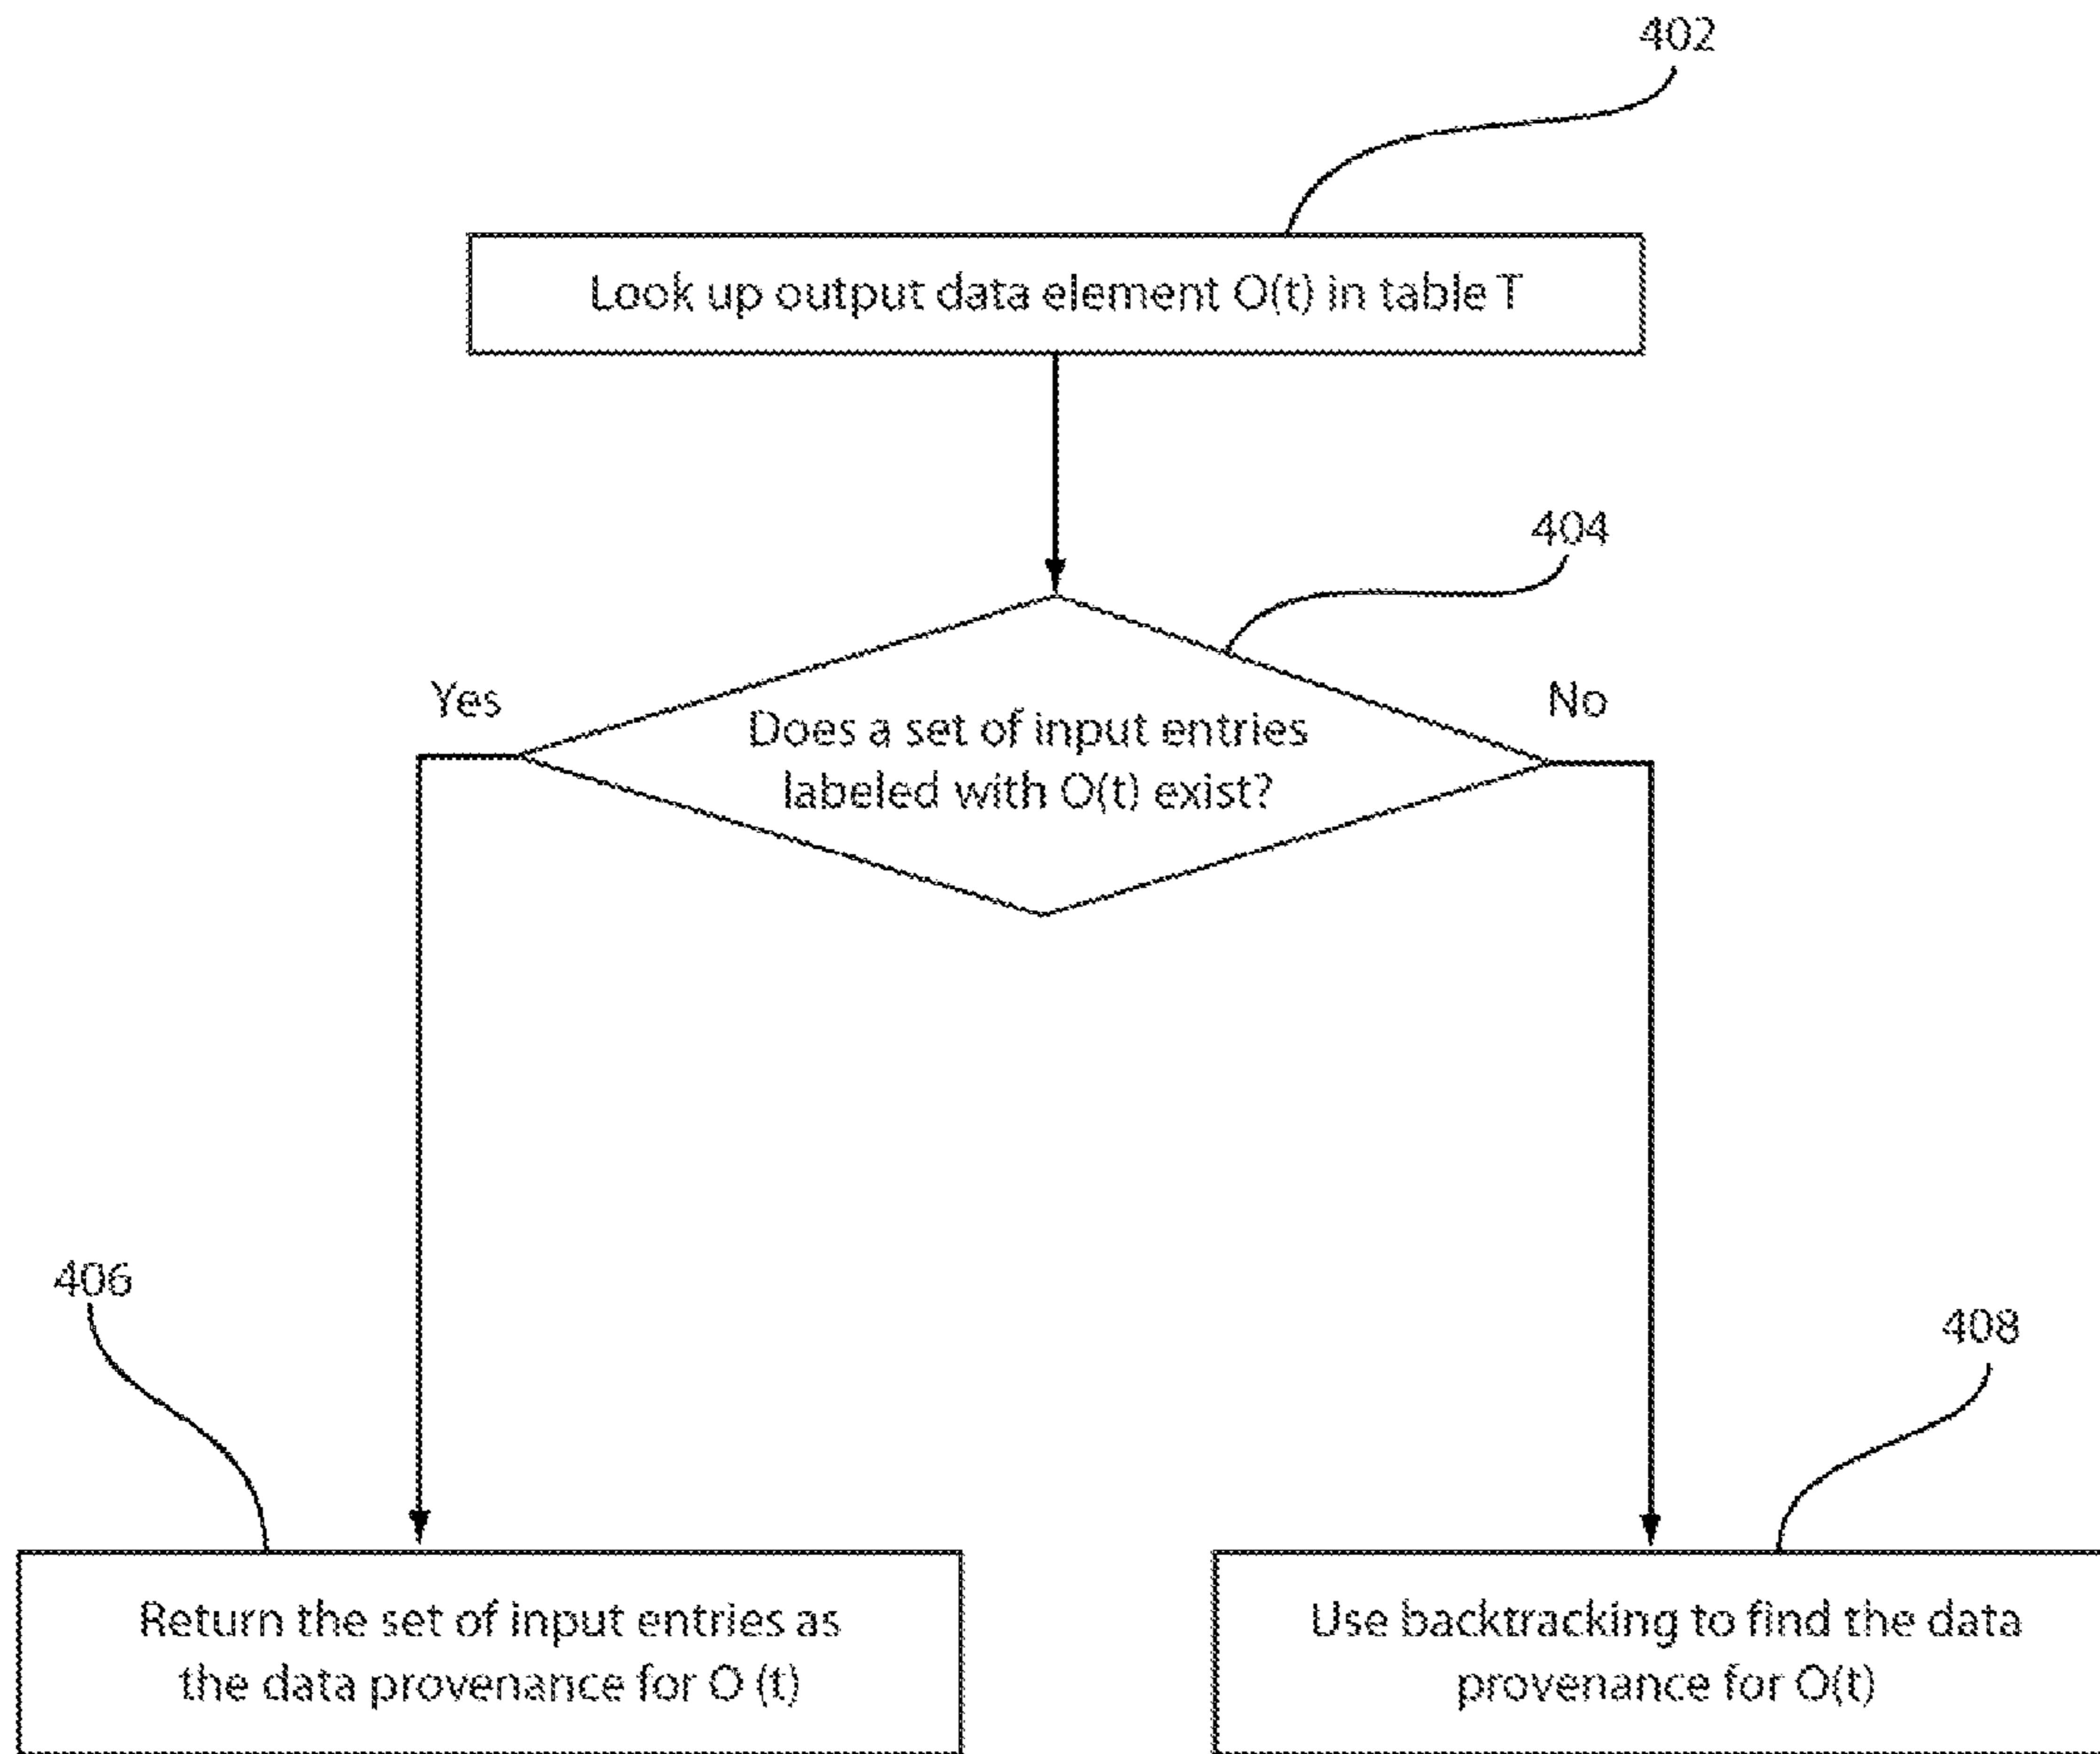 402
Look up output data element O(t) in table T
404
Yes
No
Does a set of input entries
labeled with O(t) exist?
406
408
Return the set of input entries as
the data provenance for O (t)
Use backtracking to find the data
provenance for O(t)